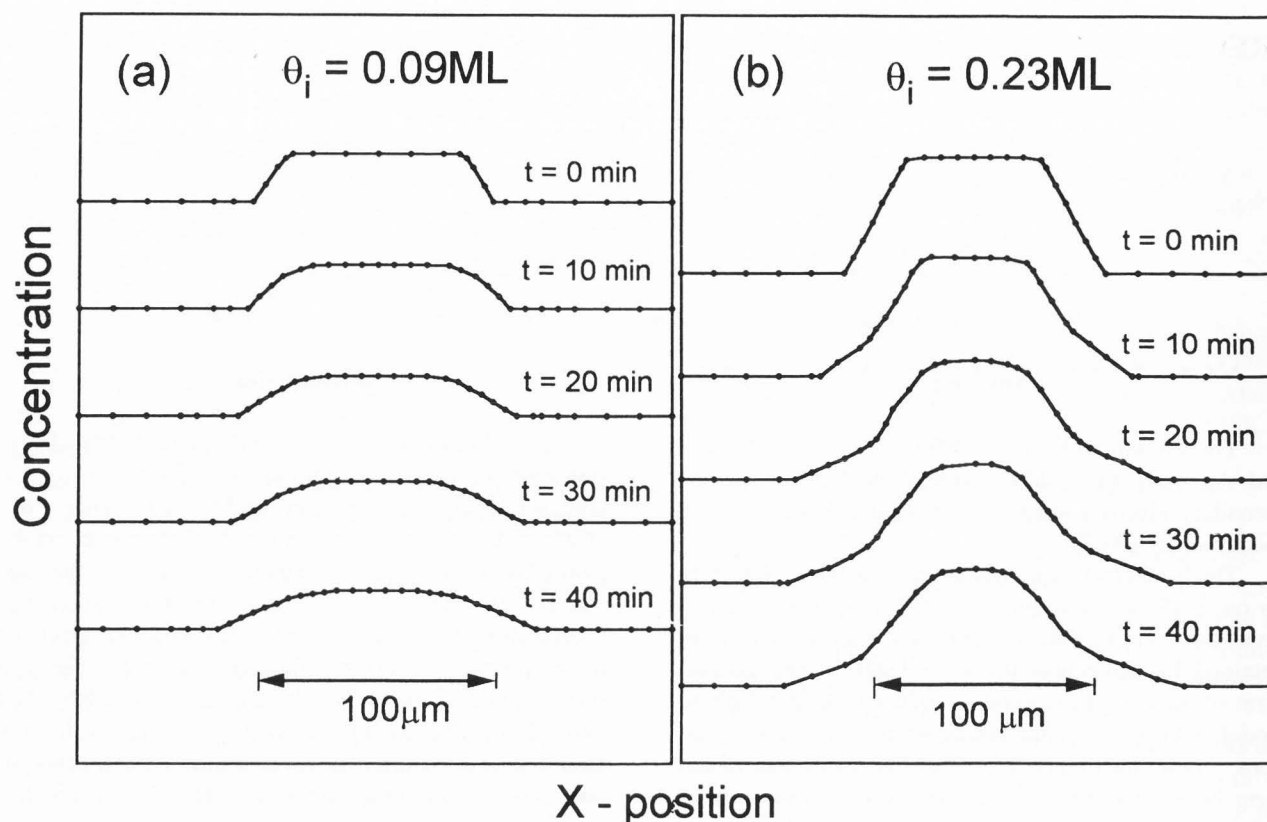 (a)
θi = 0.09ML
t = 0 min
t = 10 min
t = 20 min
t = 30 min
t = 40 min
100μm
(b)
θi = 0.23ML
t = 0 min
t = 10 min
t = 20 min
t = 30 min
t = 40 min
100 μm
Concentration
X - position